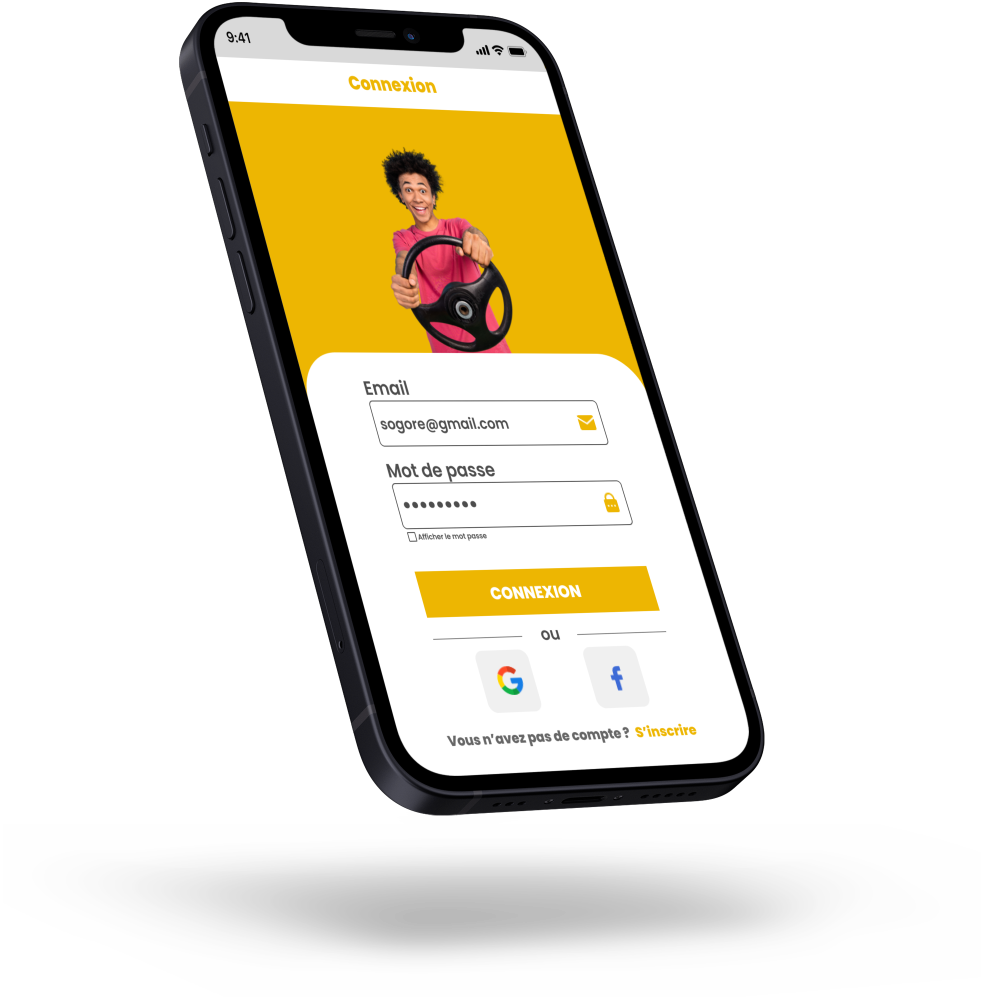 9:41
Connexion
Email
sogore@gmail.com
Mot de passe
Afficher le mot passe
CONNEXION
ou
Vous n'avez pas de compte ? S'inscrire